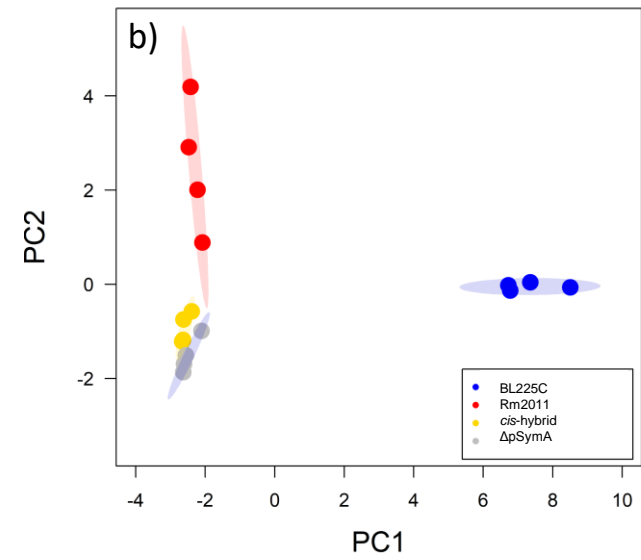 b)
4
2
0
-2
PC2
BL225C
Rm2011
cis-hybrid
ΔpSymA
-4 -2 0 2 4 6 8 10
PC1